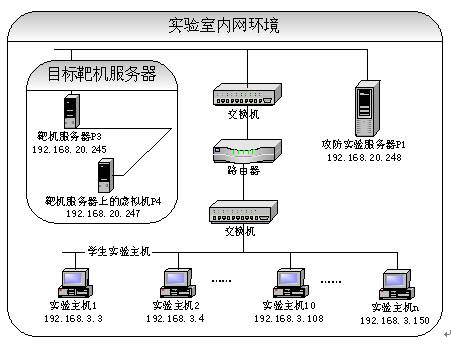 实验室内网环境
目标靶机服务器
靶机服务器P3
192.168.20.245
靶机服务器上的虚拟机P4
192.168.20.247
交换机
路由器
交换机
攻防实验服务器P1
192.168.20.248
学生实验主机
实验主机1
192.168.3.3
实验主机2
192.168.3.4
……
实验主机10
192.168.3.108
……
实验主机n
192.168.3.150